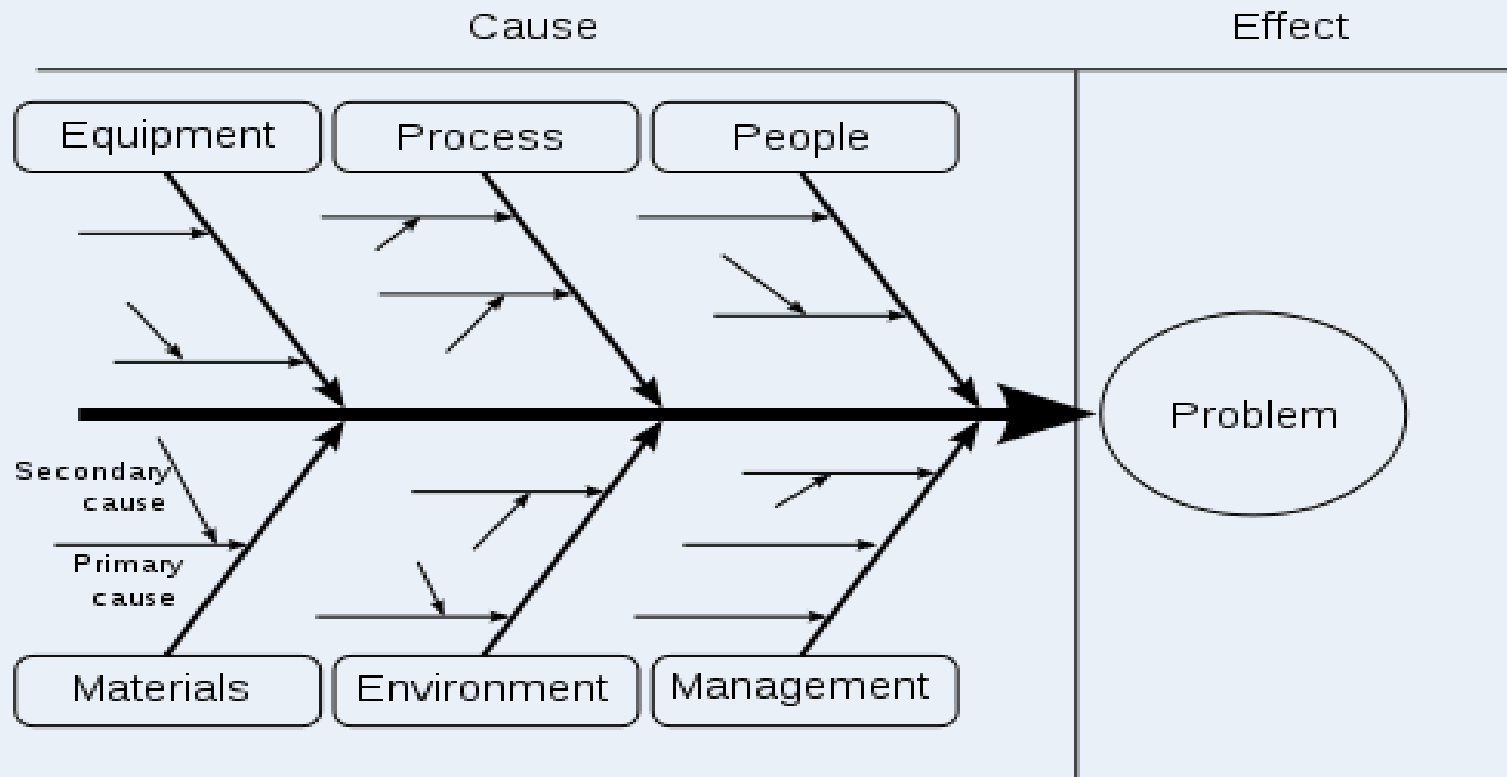 Cause
Effect
Equipment
Process
People
Problem
Secondary
cause
Primary
cause
Materials
Environment
Management